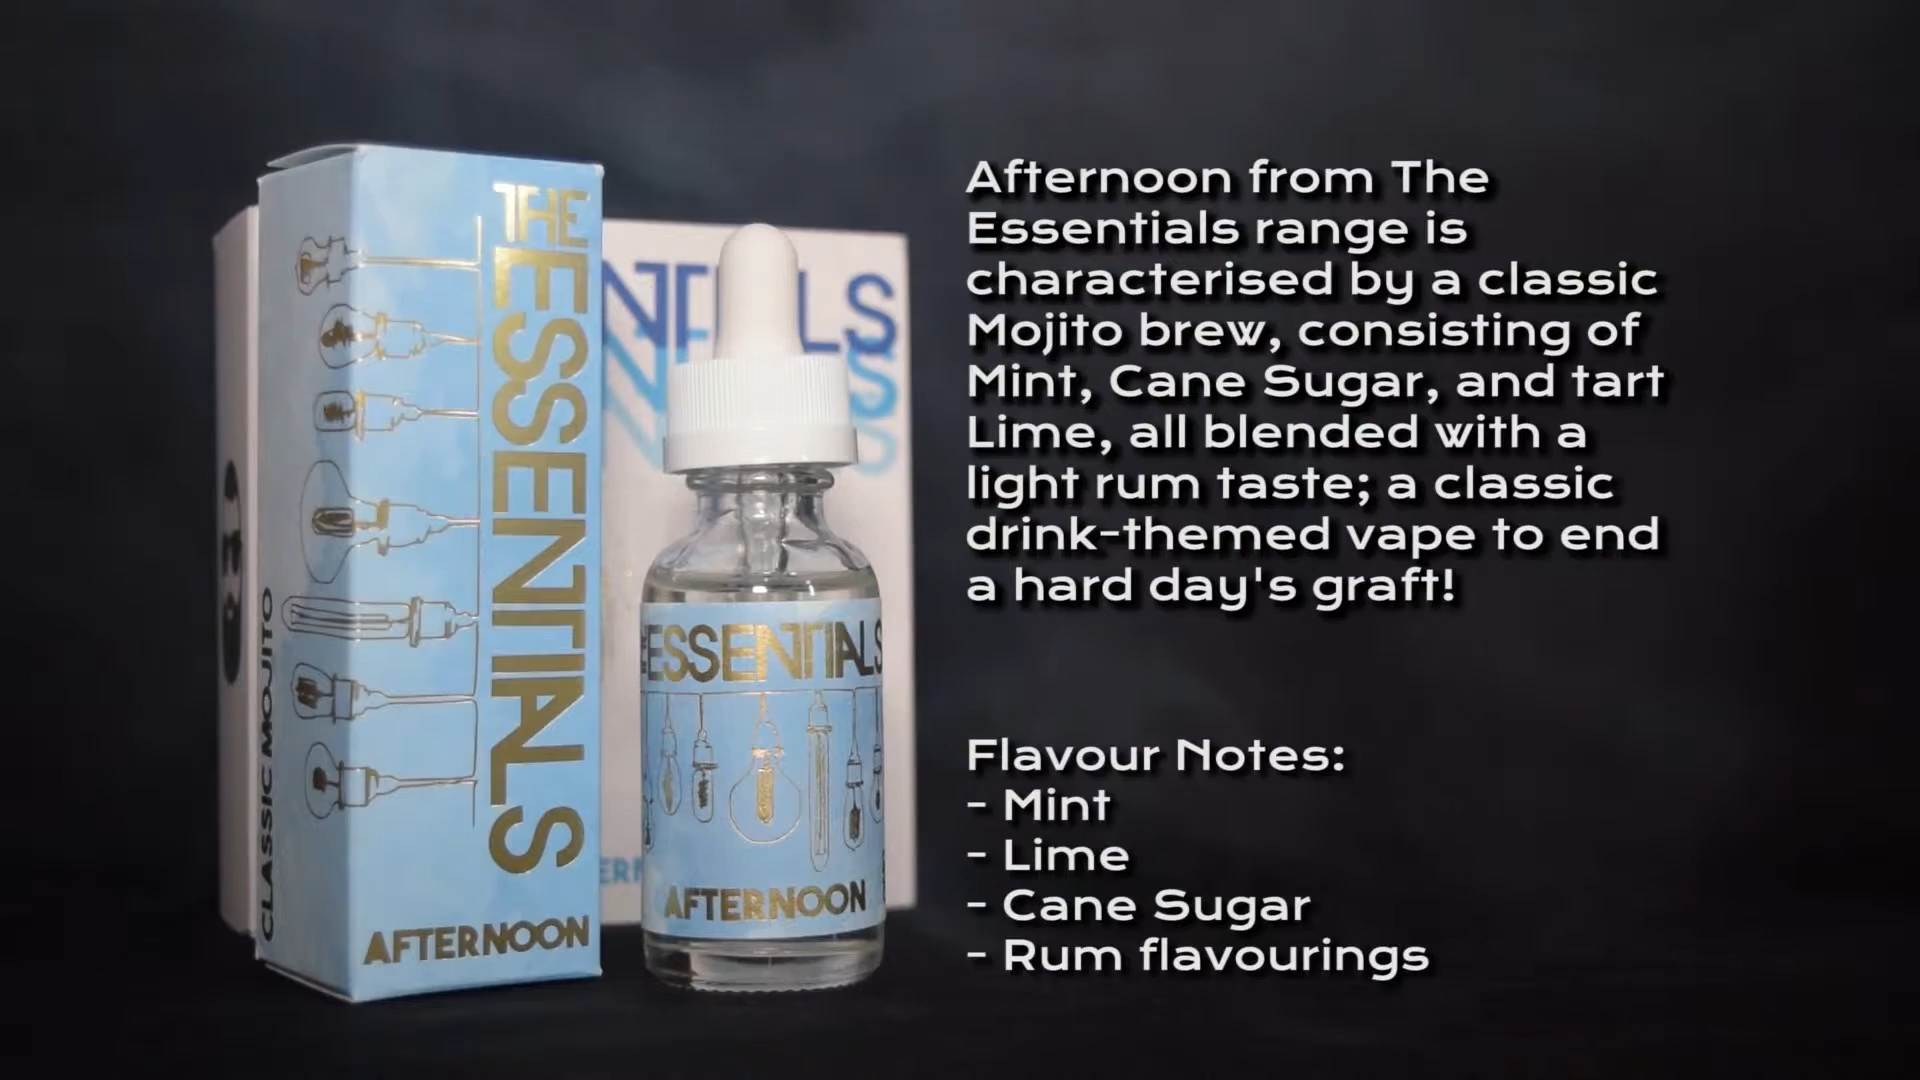 THE ESSENTIALS
AFTERNOON
CLASSIC MOJITO
ESSENTIALS
AFTERNOON
Afternoon from The
Essentials range is
characterised by a classic
Mojito brew, consisting of
Mint, Cane Sugar, and tart
Lime, all blended with a
light rum taste; a classic
drink-themed vape to end
a hard day's graft!
Flavour Notes:
- Mint
- Lime
- Cane Sugar
- Rum flavourings